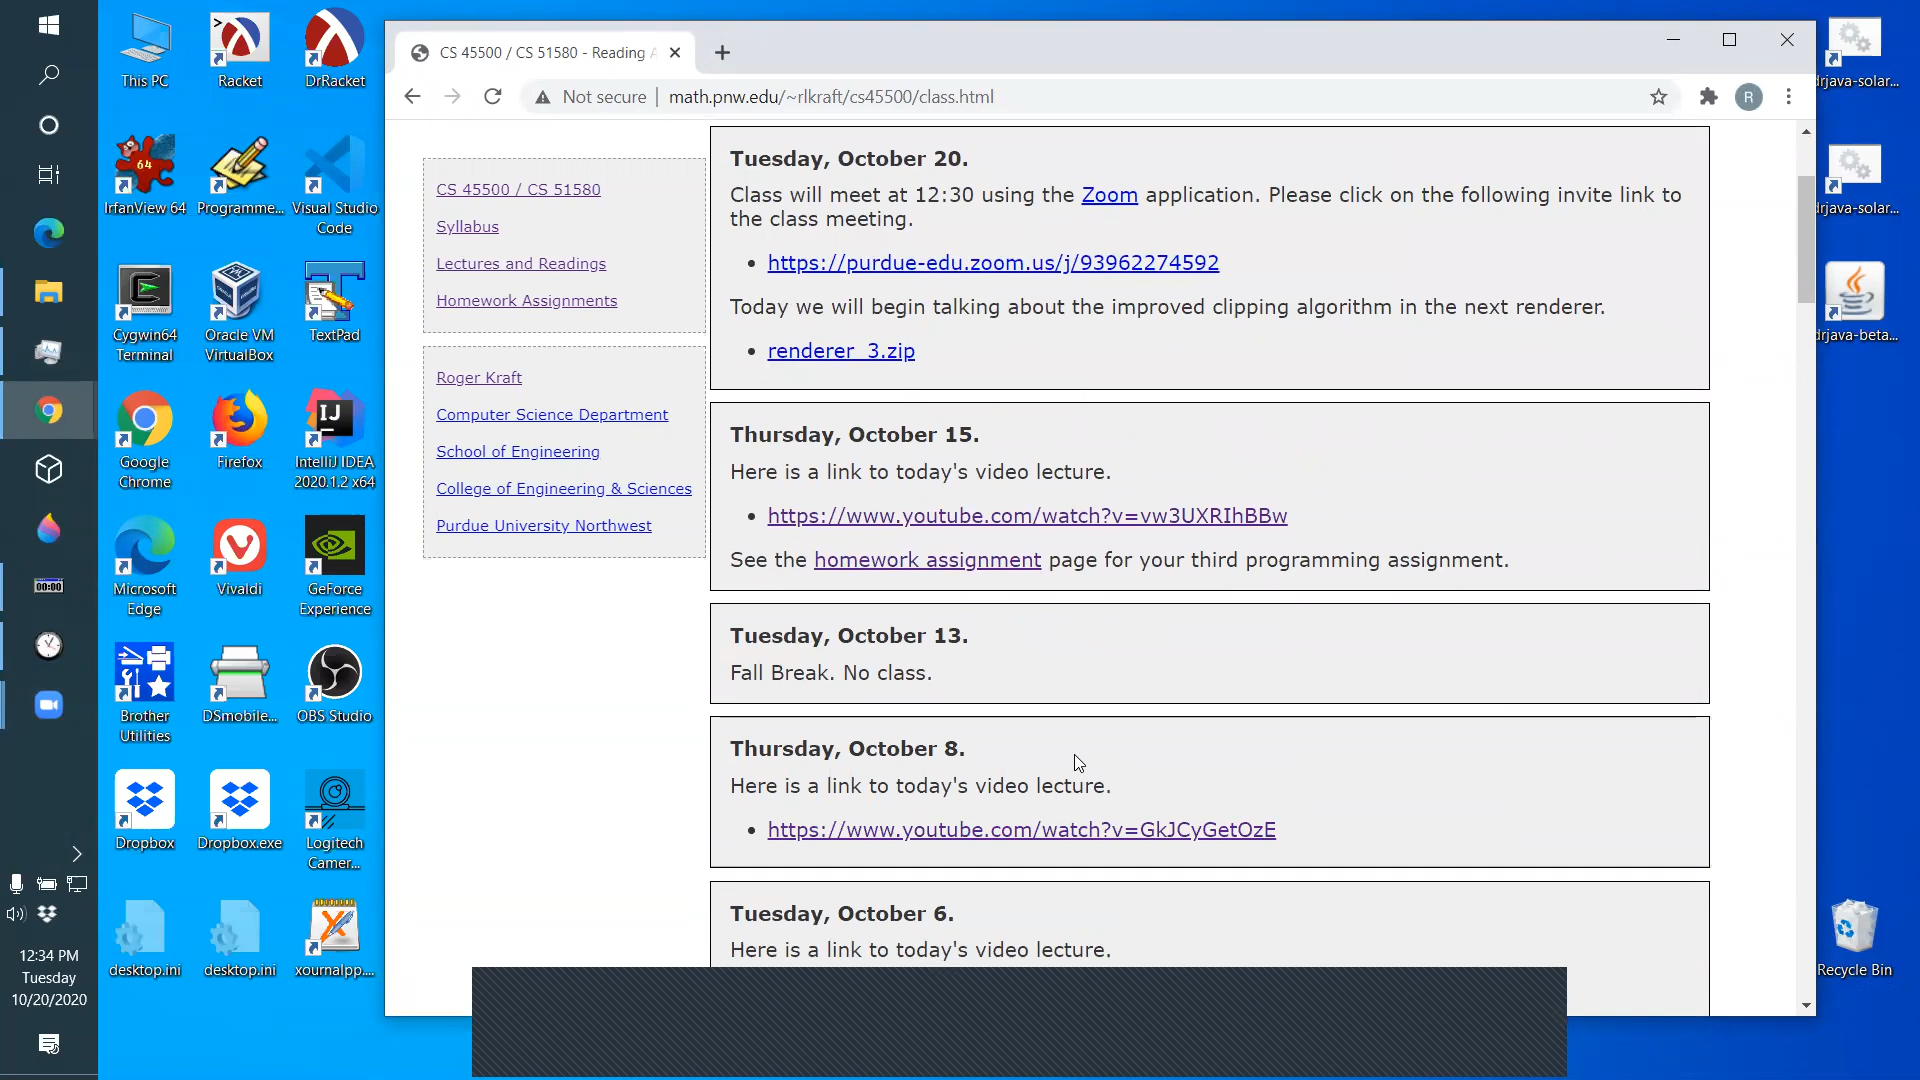 This PC
Racket
DrRacket
IrfanView 64
Programme...
Visual Studio
Code
Cygwin64
Terminal
Oracle VM
VirtualBox
TextPad
Google
Chrome
Firefox
IntelliJ IDEA
2020.1.2 x64
Microsoft
Edge
Vivaldi
GeForce
Experience
Brother
Utilities
DSmobile...
OBS Studio
Dropbox
Dropbox.exe
Logitech
Camer...
desktop.ini
desktop.ini
xournalpp....
00:00
12:34 PM
Tuesday
10/20/2020
CS 45500 / CS 51580 - Reading
Not secure
math.pnw.edu/~rlkraft/cs45500/class.html
R
CS 45500 / CS 51580
Syllabus
Lectures and Readings
Homework Assignments
Roger Kraft
Computer Science Department
School of Engineering
College of Engineering & Sciences
Purdue University Northwest
Tuesday, October 20.
Class will meet at 12:30 using the Zoom application. Please click on the following invite link to
the class meeting.
• https://purdue-edu.zoom.us/j/93962274592
Today we will begin talking about the improved clipping algorithm in the next renderer.
• renderer_3.zip
Thursday, October 15.
Here is a link to today's video lecture.
• https://www.youtube.com/watch?v=vw3UXRIhBBw
See the homework assignment page for your third programming assignment.
Tuesday, October 13.
Fall Break. No class.
Thursday, October 8.
Here is a link to today's video lecture.
• https://www.youtube.com/watch?v=GkJCyGetOzE
Tuesday, October 6.
Here is a link to today's video lecture.
drjava-solar...
drjava-solar...
drjava-beta...
Recycle Bin